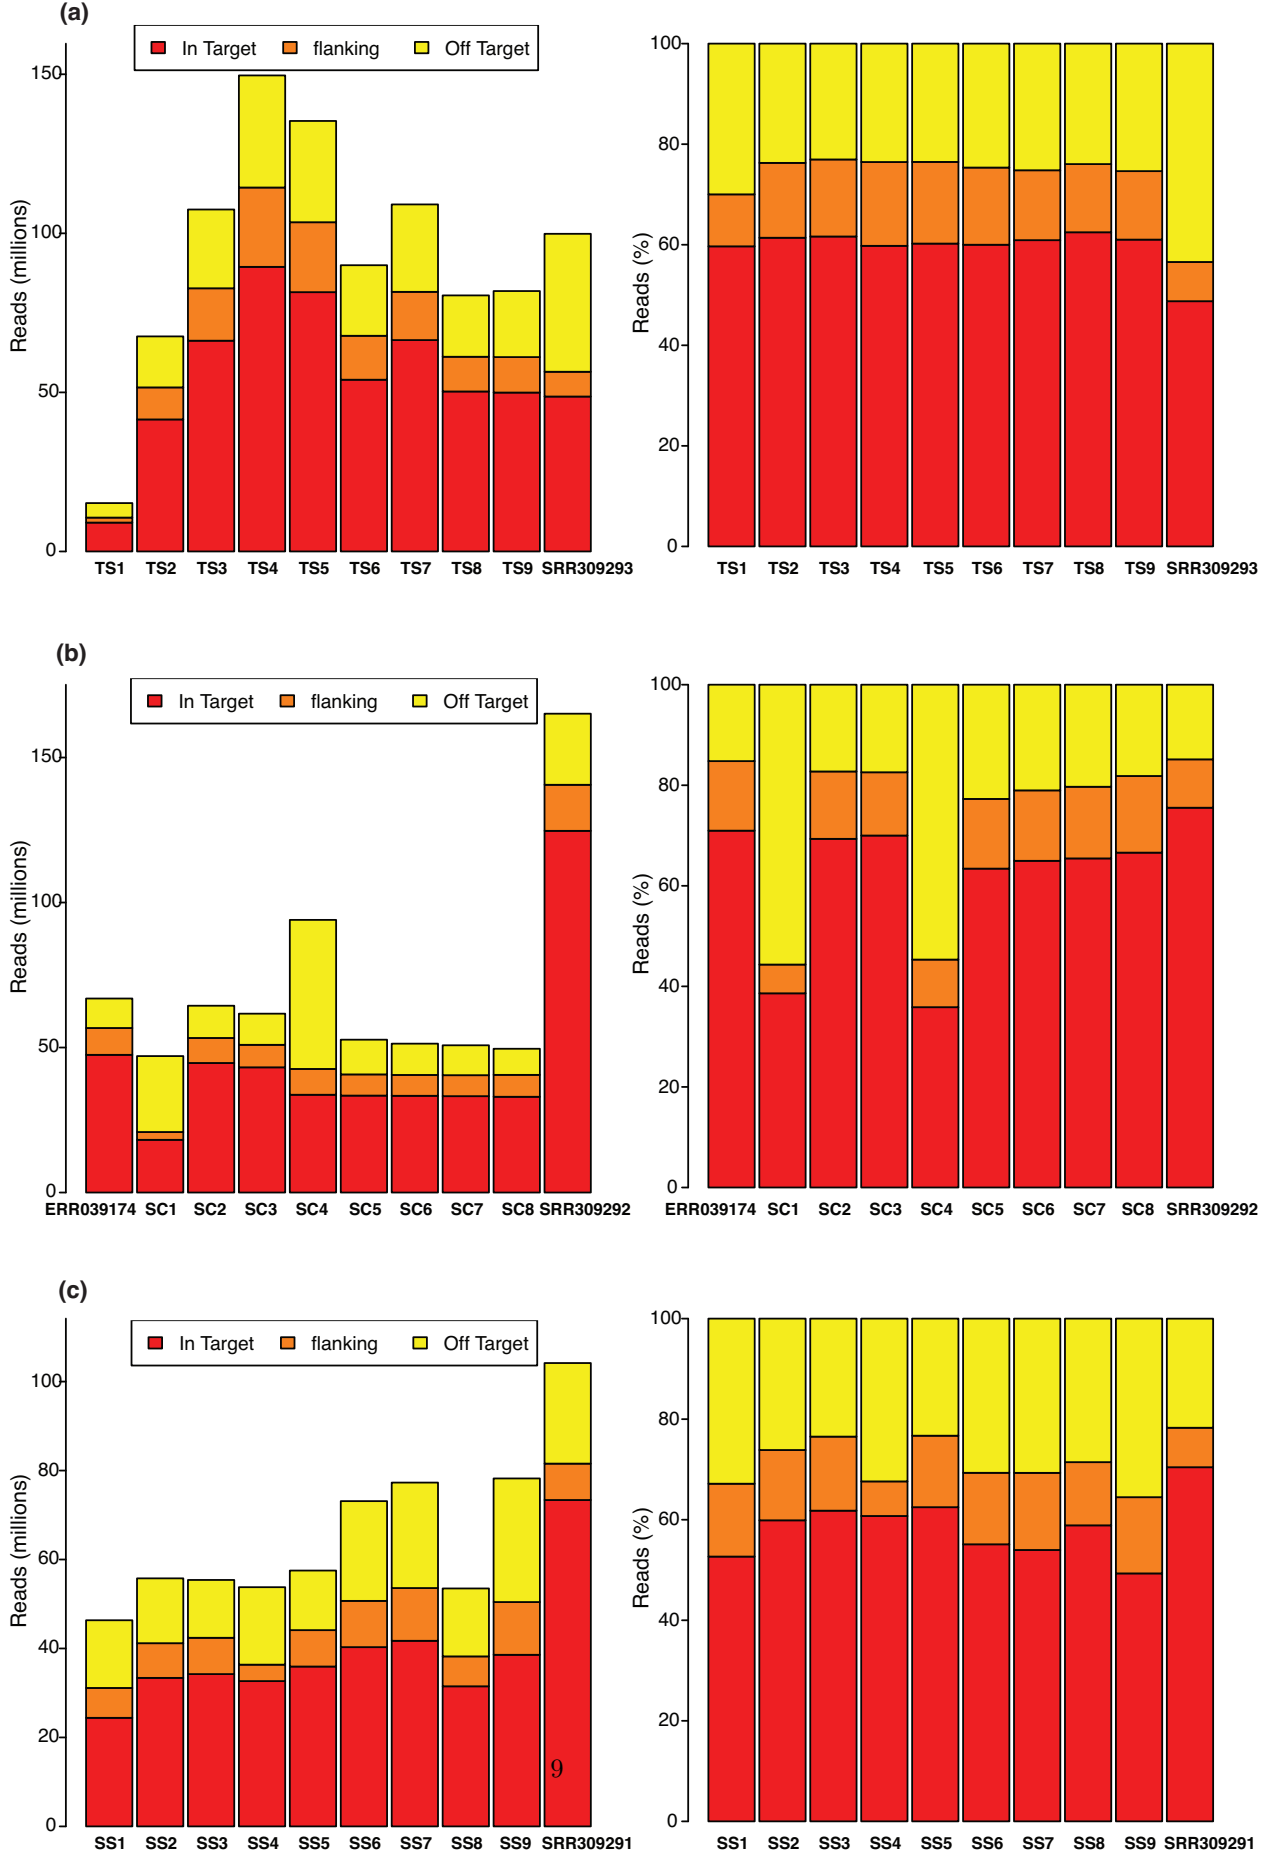 (a)
In Target flanking Off Target
Reads (millions)
150
100
50
0
TS1 TS2 TS3 TS4 TS5 TS6 TS7 TS8 TS9 SRR309293
Reads (%)
100
80
60
40
20
0
TS1 TS2 TS3 TS4 TS5 TS6 TS7 TS8 TS9 SRR309293
(b)
In Target flanking Off Target
Reads (millions)
150
100
50
0
ERR039174 SC1 SC2 SC3 SC4 SC5 SC6 SC7 SC8 SRR309292
Reads (%)
100
80
60
40
20
0
ERR039174 SC1 SC2 SC3 SC4 SC5 SC6 SC7 SC8 SRR309292
(c)
In Target flanking Off Target
Reads (millions)
100
80
60
40
20
0
SS1 SS2 SS3 SS4 SS5 SS6 SS7 SS8 SS9 SRR309291
Reads (%)
100
80
60
40
20
0
SS1 SS2 SS3 SS4 SS5 SS6 SS7 SS8 SS9 SRR309291
9